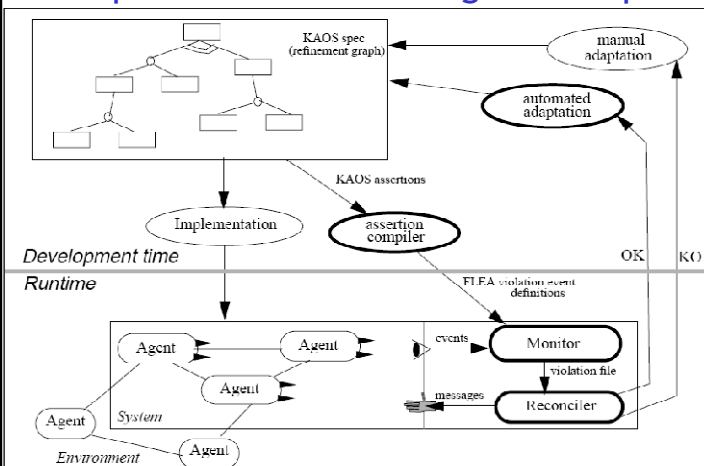 KAOS spec
(refinement graph)
manual
adaptation
automated
adaptation
KAOS assertions
Implementation
assertion
compiler
Development time
OK
KO
Runtime
FLEA violation event
definitions
Agent
Agent
events
Monitor
violation file
Agent
messages
Reconciler
System
Agent
Agent
Environment